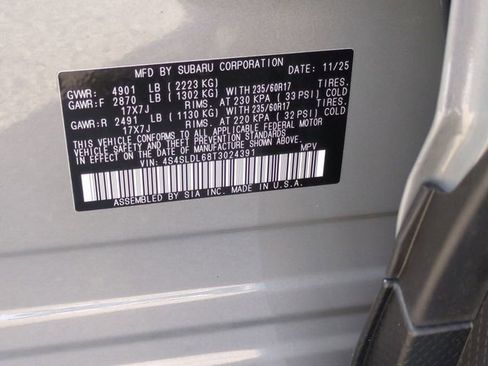 MFD BY SUBARU CORPORATION DATE: 11/25
GVWR: 4901 LB (2223 KG) TIRES.
GAWR:F 2870 LB (1302 KG) WITH 235/60R17
17X7J RIMS. AT 230 KPA (33 PSI) COLD
GAWR:R 2491 LB (1130 KG) WITH 235/60R17 TIRES.
17X7J RIMS. AT 220 KPA (32 PSI) COLD
THIS VEHICLE CONFORMS TO ALL APPLICABLE FEDERAL MOTOR
VEHICLE SAFETY AND THEFT PREVENTION STANDARDS
IN EFFECT ON THE DATE OF MANUFACTURE SHOWN ABOVE.
VIN: 4S4SLDL68T3024391 MPV
ASSEMBLED BY SIA INC. MADE IN U.S.A.